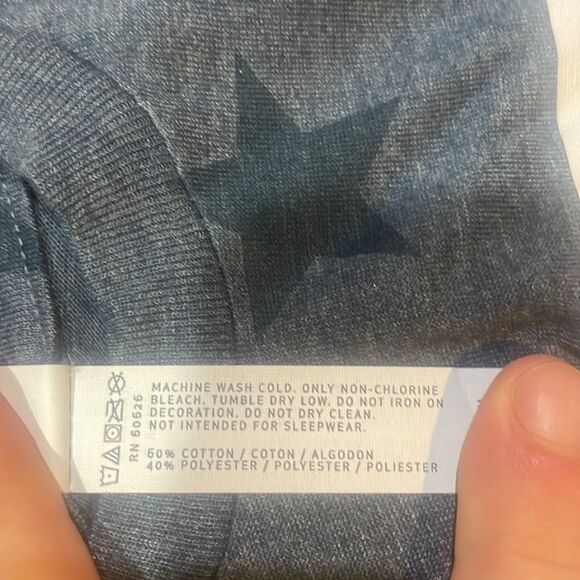 MACHINE WASH COLD. ONLY NON-CHLORINE
BLEACH. TUMBLE DRY LOW. DO NOT IRON ON
DECORATION. DO NOT DRY CLEAN.
NOT INTENDED FOR SLEEPWEAR.
60% COTTON / COTON / ALGODON
40% POLYESTER / POLYESTER / POLIESTER
RN 60626